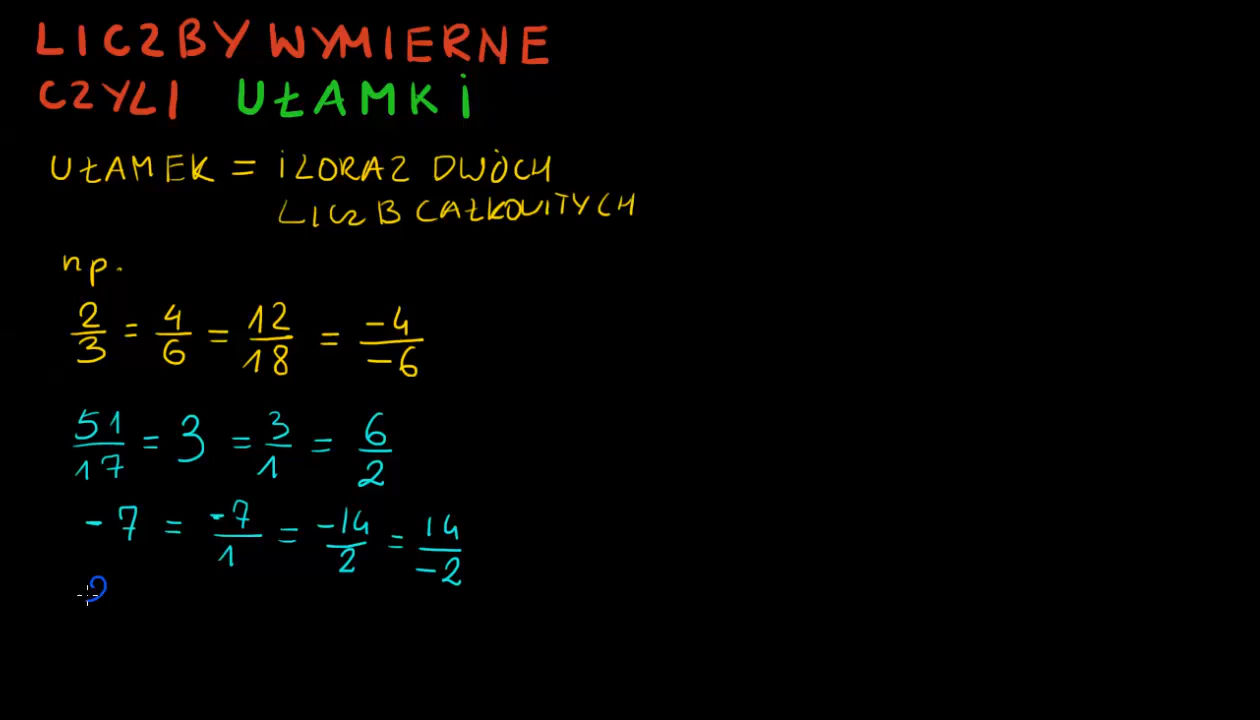 LICZBY WYMIERNE
CZYLI UŁAMKI
UŁAMEK = ILORAZ DWÓCH
LICZB CAŁKOWITYCH
np.
2/3 = 4/6 = 12/18 = -4/-6
51/17 = 3 = 3/1 = 6/2
-7 = -7/1 = -14/2 = 14/-2